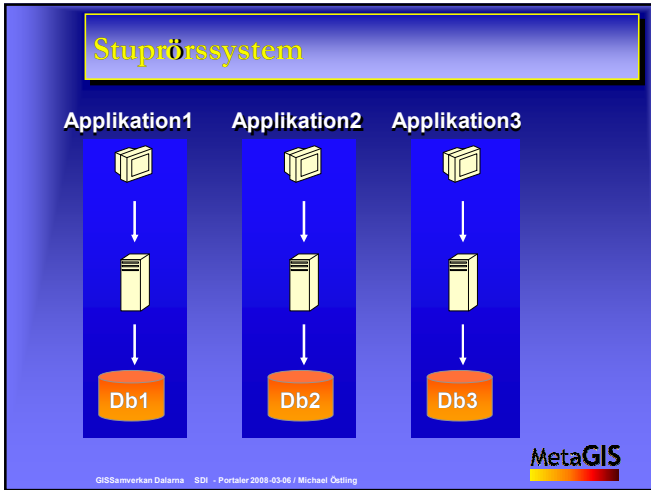 Stuprörssystem
Applikation1 Applikation2 Applikation3
Db1 Db2 Db3
MetaGIS
GISSamverkan Dalarna SDI - Portaler 2008-03-06 / Michael Östling